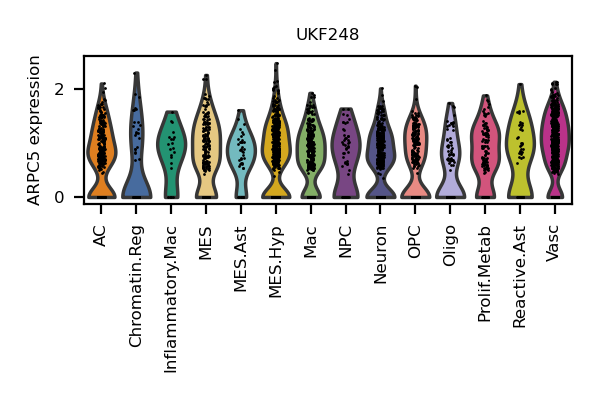 UKF248
ARPC5 expression
2
0
AC
Chromatin.Reg
Inflammatory.Mac
MES
MES.Ast
MES.Hyp
Mac
NPC
Neuron
OPC
Oligo
Prolif.Metab
Reactive.Ast
Vasc